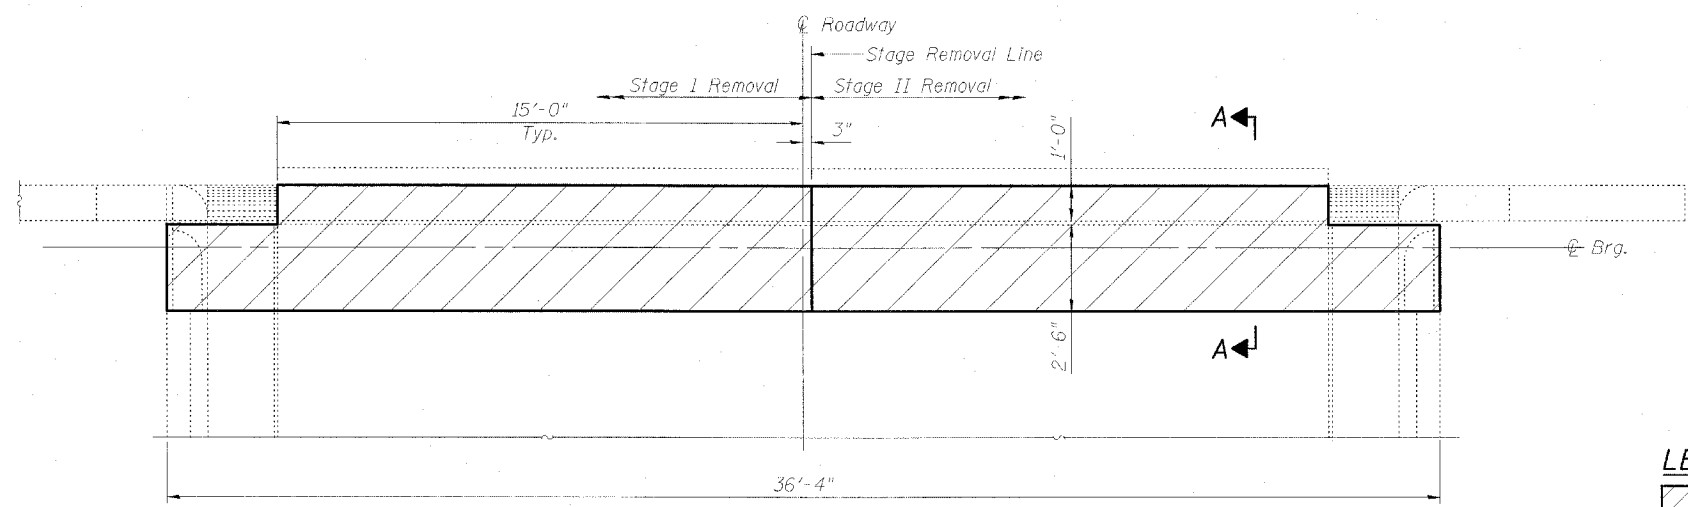 ℄ Roadway
Stage Removal Line
Stage I Removal
Stage II Removal
15'-0"
Typ.
3"
1'-0"
A
℄ Brg.
2'-6"
A
36'-4"
LE